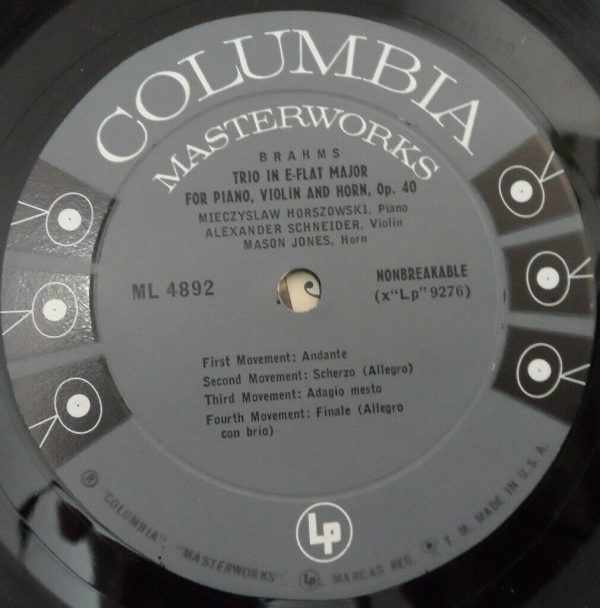 COLUMBIA
MASTERWORKS
BRAHMS
TRIO IN E-FLAT MAJOR
FOR PIANO, VIOLIN AND HORN, Op. 40
MIECZYSLAW HORSZOWSKI, Piano
ALEXANDER SCHNEIDER, Violin
MASON JONES, Horn
ML 4892
NONBREAKABLE
(x“Lp”9276)
First Movement: Andante
Second Movement: Scherzo (Allegro)
Third Movement: Adagio mesto
Fourth Movement: Finale (Allegro
con brio)
LP
® "COLUMBIA" "MASTERWORKS," LP MARCAS REG. • T. M. MADE IN U.S.A.